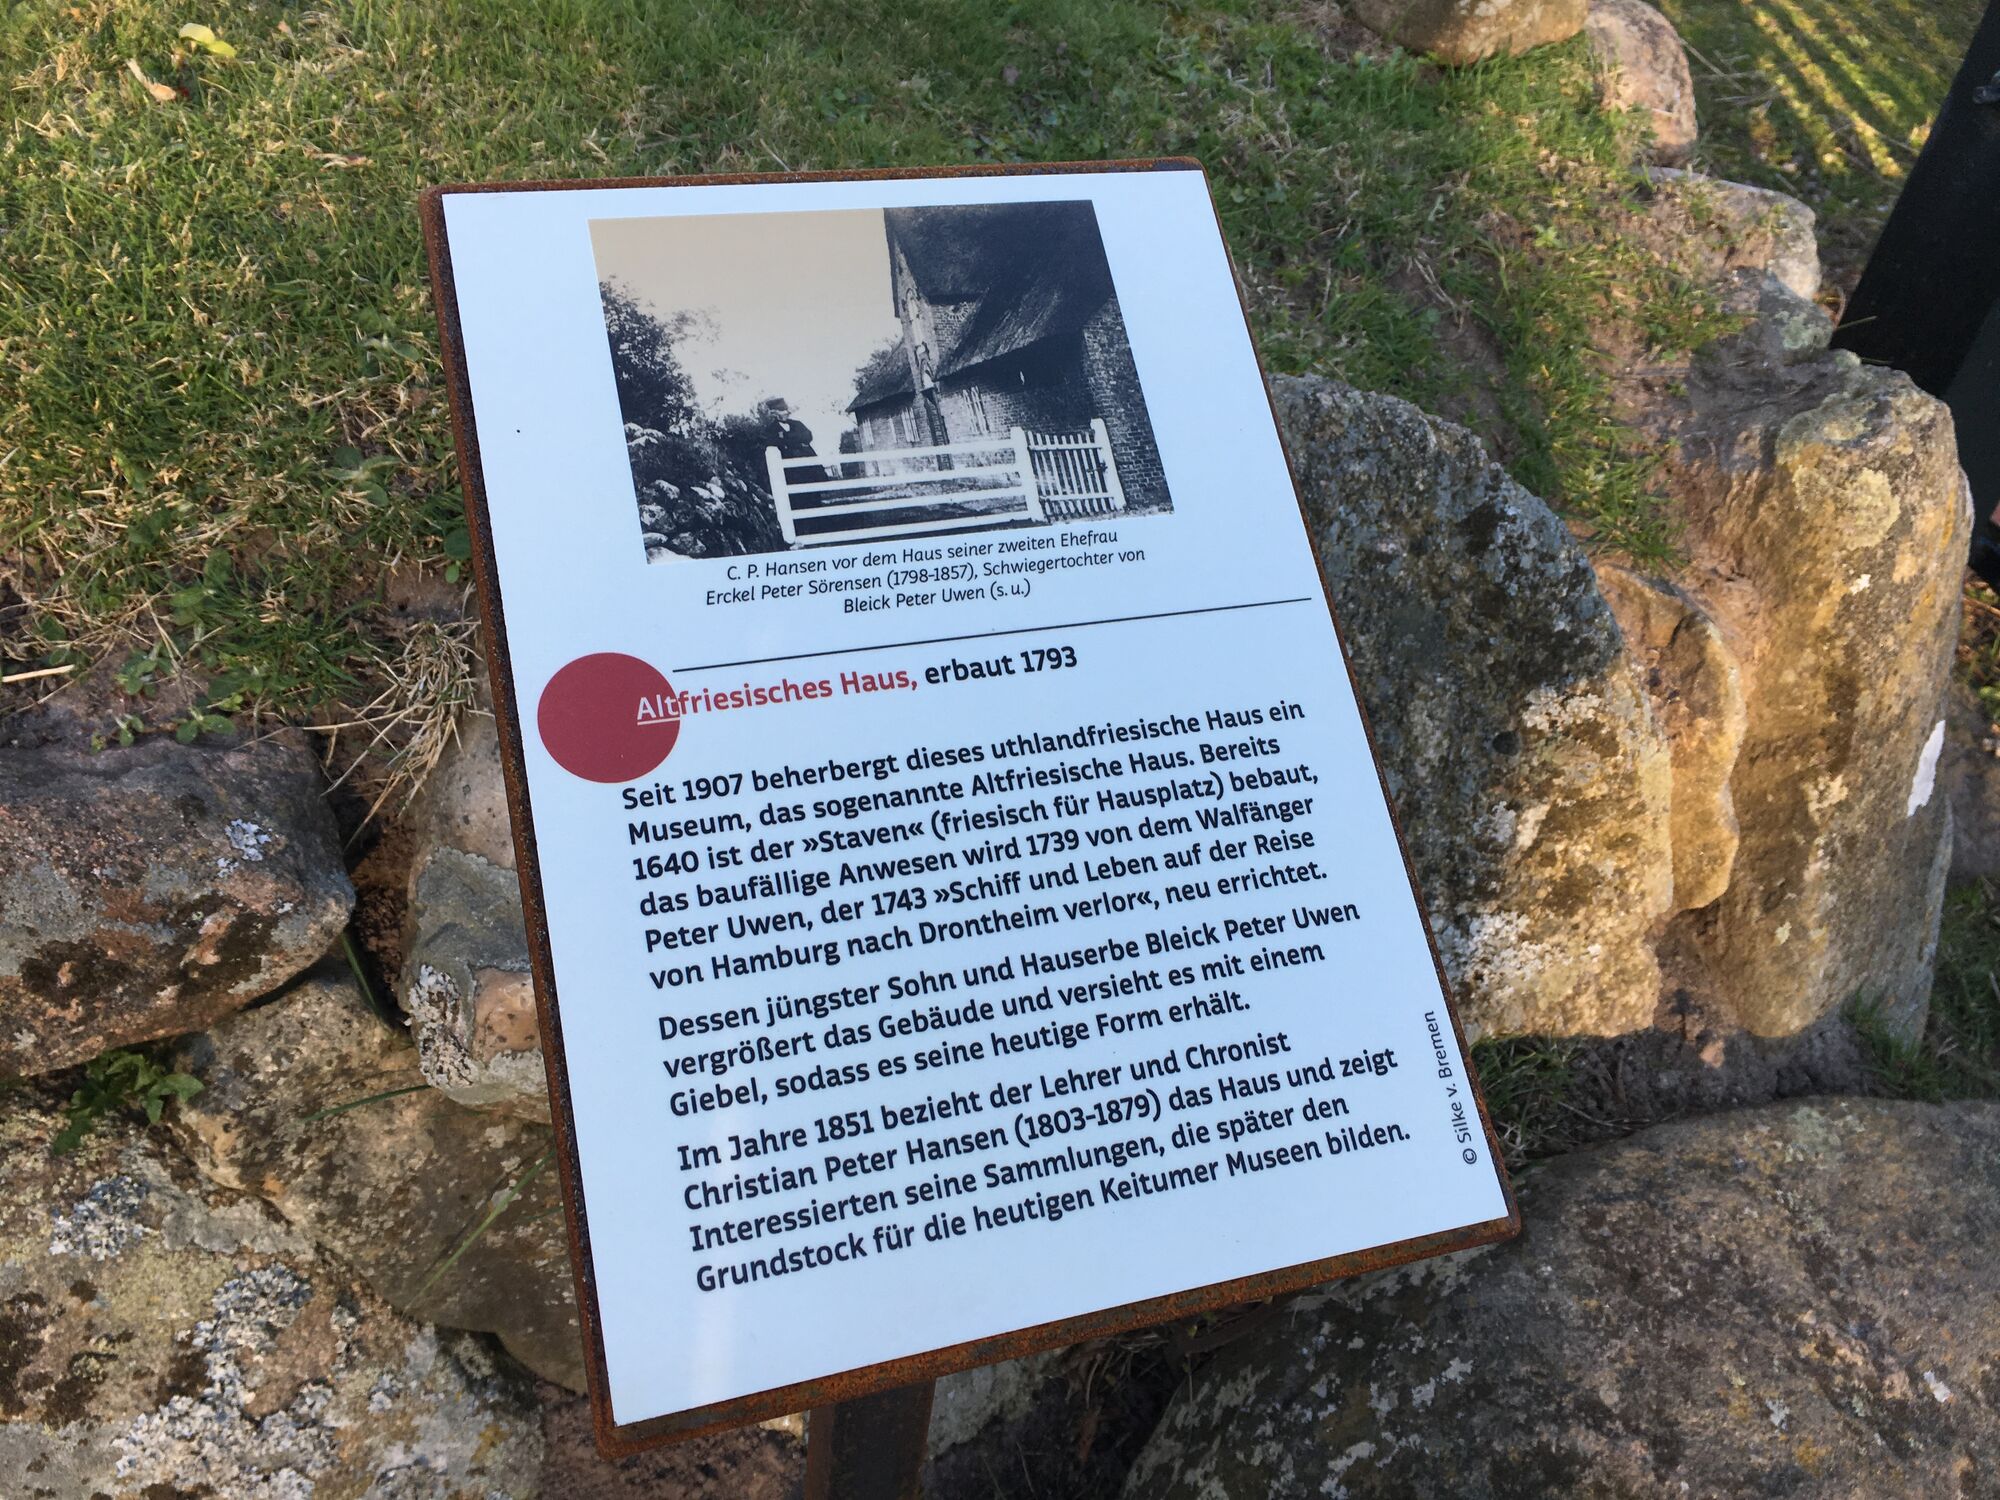 C. P. Hansen vor dem Haus seiner zweiten Ehefrau
Erckel Peter Sörensen (1798-1857), Schwiegertochter von
Bleick Peter Uwen (s. u.)
Altfriesisches Haus, erbaut 1793
Seit 1907 beherbergt dieses uthlandfriesische Haus ein
Museum, das sogenannte Altfriesische Haus. Bereits
1640 ist der »Staven« (friesisch für Hausplatz) bebaut,
das baufällige Anwesen wird 1739 von dem Walfänger
Peter Uwen, der 1743 »Schiff und Leben auf der Reise
von Hamburg nach Drontheim verlor«, neu errichtet.
Dessen jüngster Sohn und Hauserbe Bleick Peter Uwen
vergrößert das Gebäude und versieht es mit einem
Giebel, sodass es seine heutige Form erhält.
Im Jahre 1851 bezieht der Lehrer und Chronist
Christian Peter Hansen (1803-1879) das Haus und zeigt
Interessierten seine Sammlungen, die später den
Grundstock für die heutigen Keitumer Museen bilden.
© Silke v. Bremen